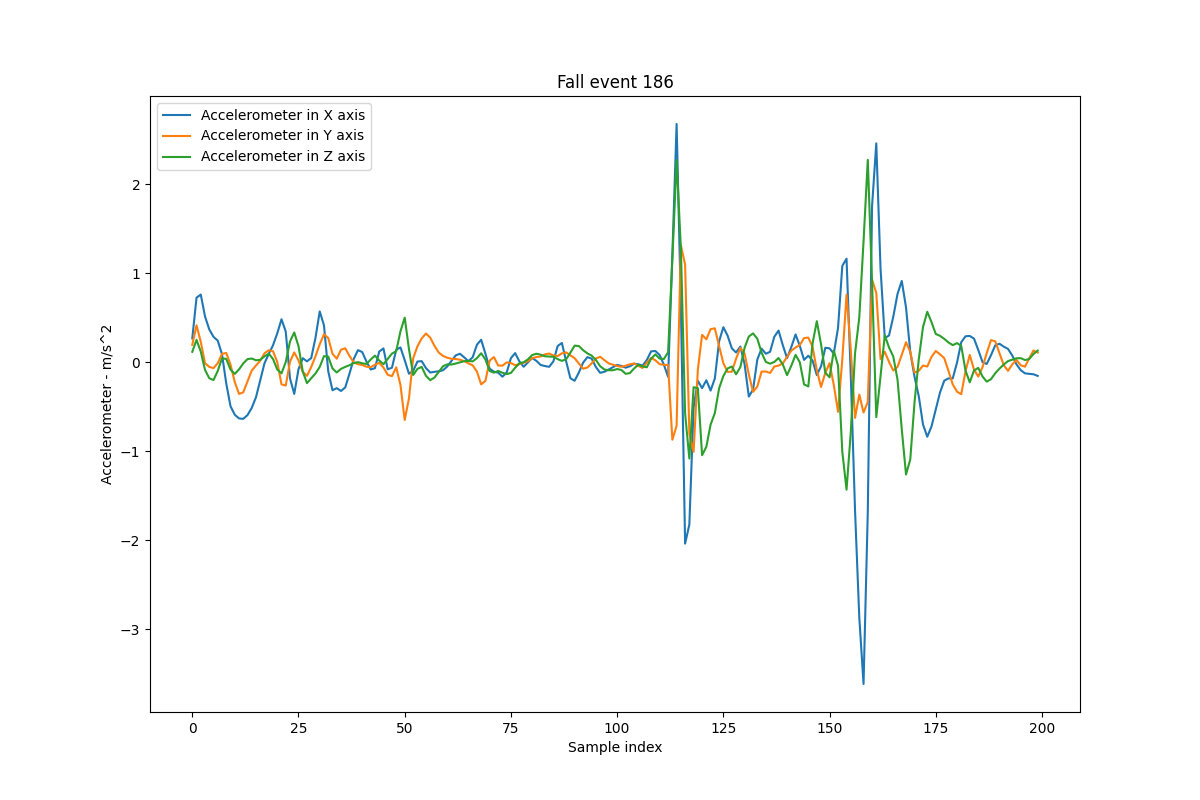 Fall event 186
Accelerometer in X axis
Accelerometer in Y axis
Accelerometer in Z axis
Accelerometer - m/s^2
2
1
0
−1
−2
−3
0 25 50 75 100 125 150 175 200
Sample index